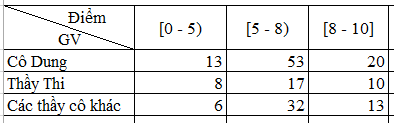 Điểm
GV
[0 - 5) [5 - 8) [8 - 10]
Cô Dung 13 53 20
Thầy Thi 8 17 10
Các thầy cô khác 6 32 13